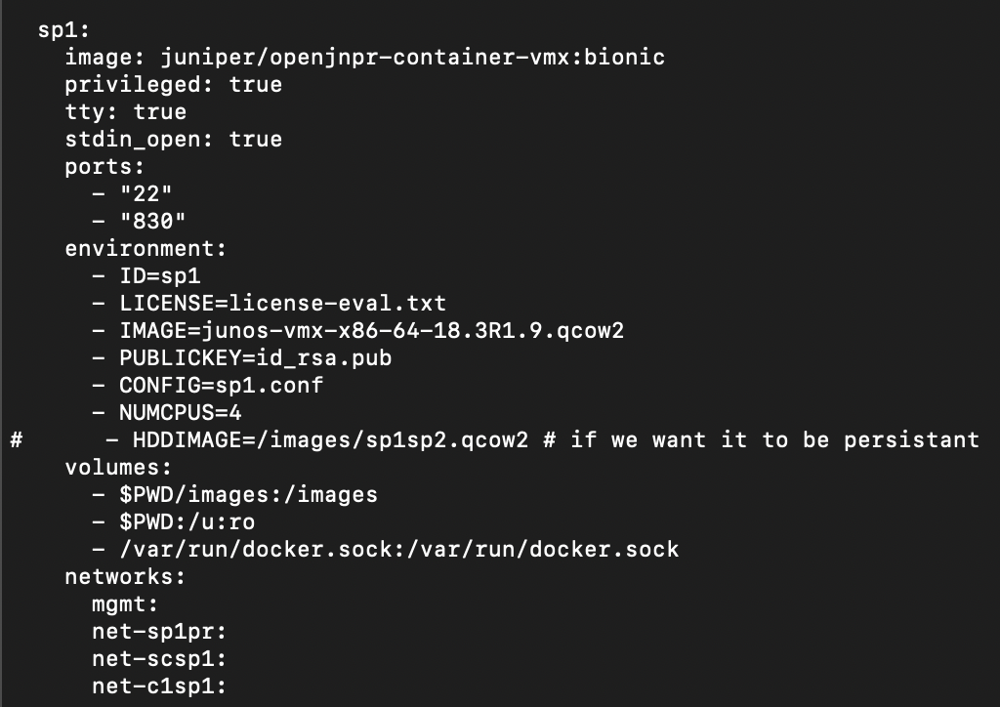 sp1:
image: juniper/openjnpr-container-vmx:bionic
privileged: true
tty: true
stdin_open: true
ports:
- "22"
- "830"
environment:
- ID=sp1
- LICENSE=license-eval.txt
- IMAGE=junos-vmx-x86-64-18.3R1.9.qcow2
- PUBLICKEY=id_rsa.pub
- CONFIG=sp1.conf
- NUMCPUS=4
# - HDDIMAGE=/images/sp1sp2.qcow2 # if we want it to be persistant
volumes:
- $PWD/images:/images
- $PWD:/u:ro
- /var/run/docker.sock:/var/run/docker.sock
networks:
mgmt:
net-sp1pr:
net-scsp1:
net-c1sp1: